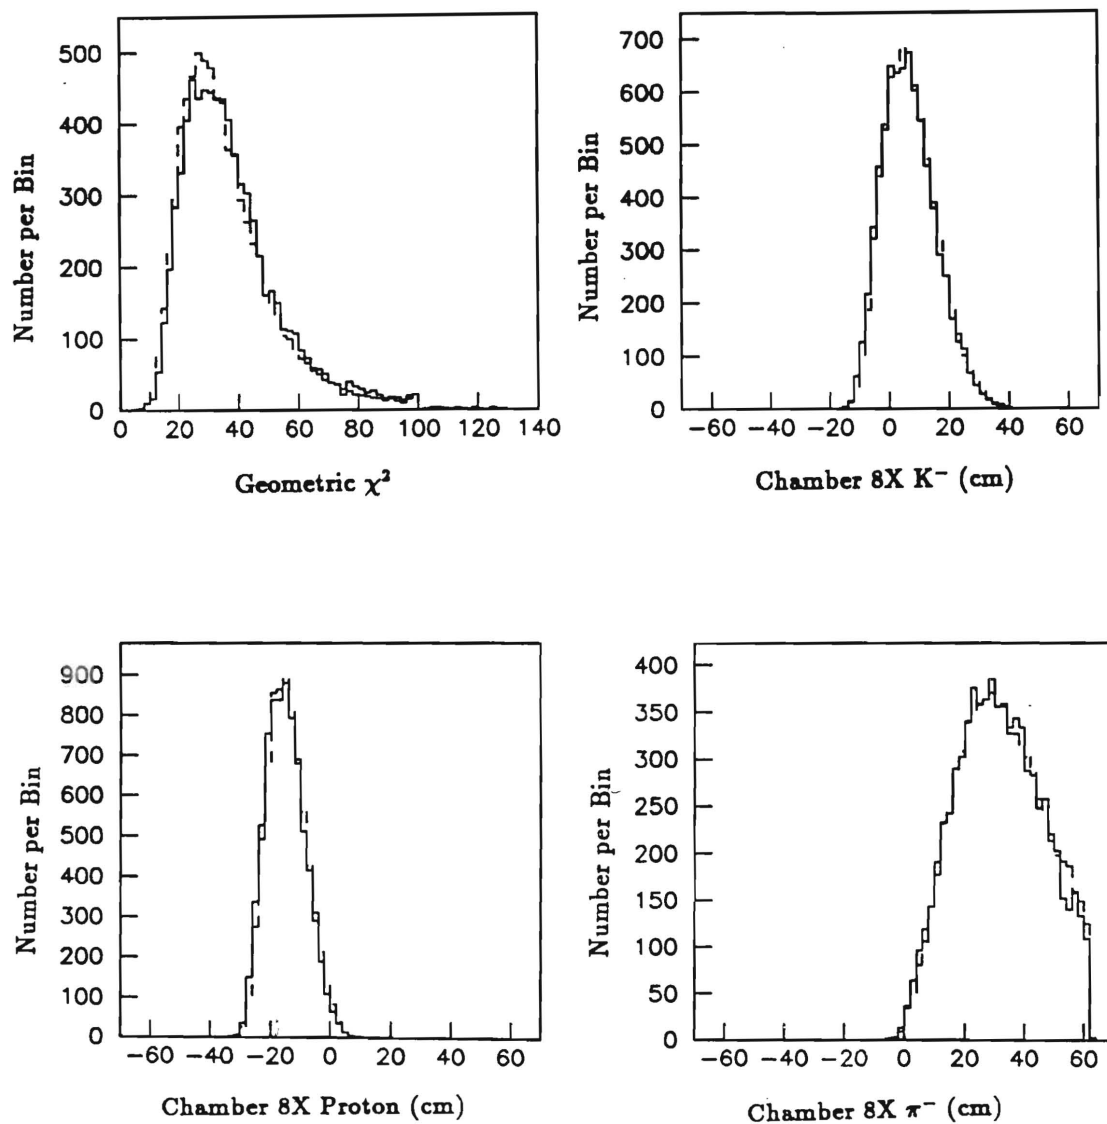 500
400
300
200
100
0
Number per Bin
0 20 40 60 80 100 120 140
Geometric χ²
700
600
500
400
300
200
100
0
Number per Bin
−60 −40 −20 0 20 40 60
Chamber 8X K⁻ (cm)
900
800
700
600
500
400
300
200
100
0
Number per Bin
−60 −40 −20 0 20 40 60
Chamber 8X Proton (cm)
400
350
300
250
200
150
100
50
0
Number per Bin
−60 −40 −20 0 20 40 60
Chamber 8X π⁻ (cm)